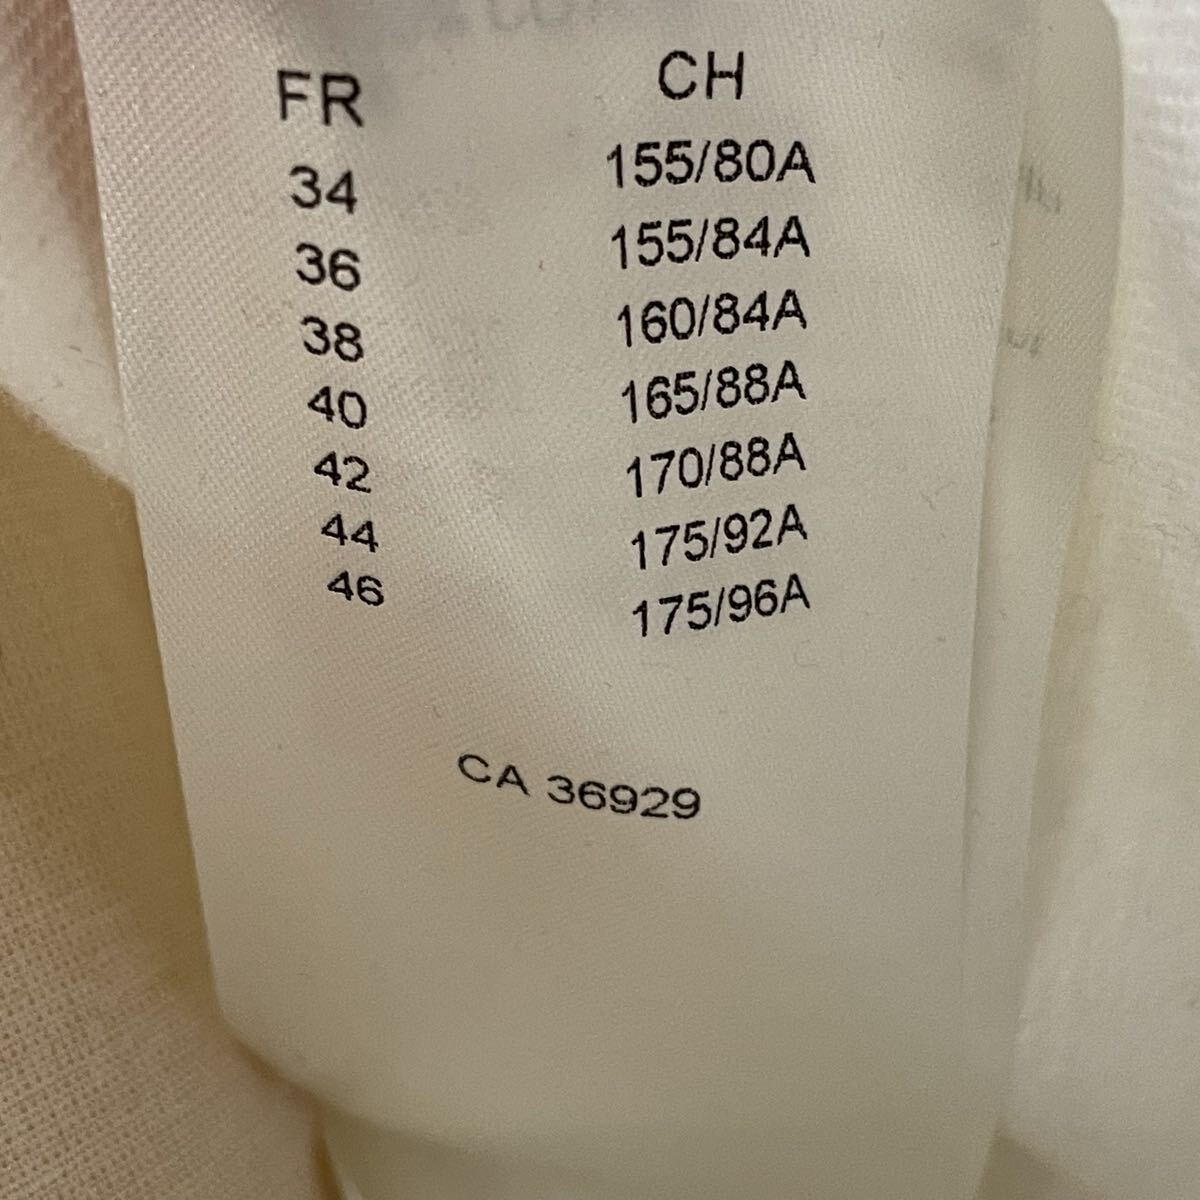 FR CH
34 155/80A
36 155/84A
38 160/84A
40 165/88A
42 170/88A
44 175/92A
46 175/96A
CA 36929